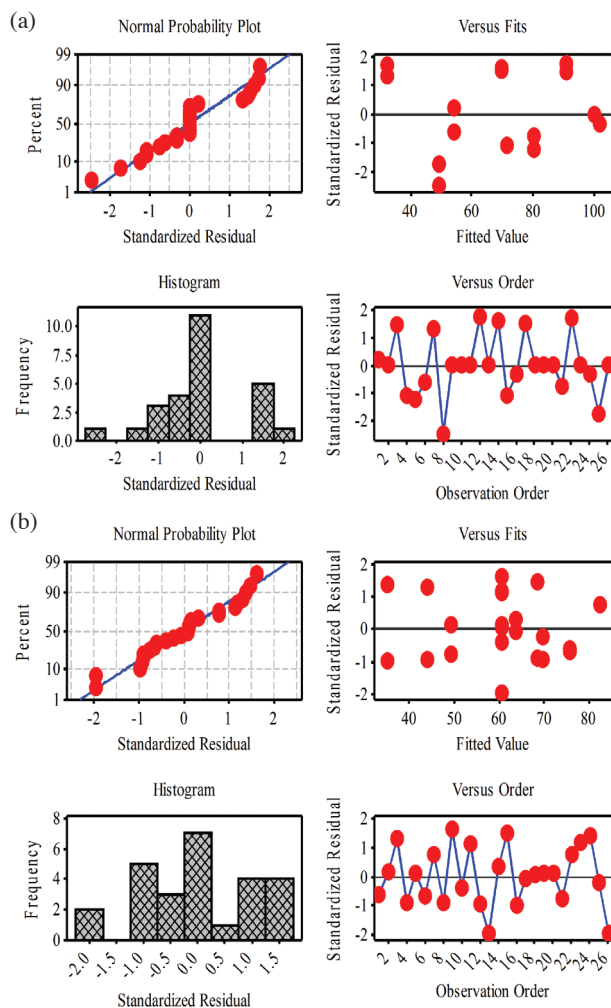 (a)
Normal Probability Plot
Percent
99
90
50
10
1
-2 -1 0 1 2
Standardized Residual
Versus Fits
Standardized Residual
2
1
0
-1
-2
40 60 80 100
Fitted Value
Histogram
Frequency
10.0
7.5
5.0
2.5
0.0
-2 -1 0 1 2
Standardized Residual
Versus Order
Standardized Residual
2
1
0
-1
-2
2 4 6 8 10 12 14 16 18 20 22 24 26
Observation Order
(b)
Normal Probability Plot
Percent
99
90
50
10
1
-2 -1 0 1 2
Standardized Residual
Versus Fits
Standardized Residual
2
1
0
-1
-2
40 50 60 70 80
Fitted Value
Histogram
Frequency
8
6
4
2
0
-2.0 -1.0 -0.5 0.0 0.5 1.0 1.5
Standardized Residual
Versus Order
Standardized Residual
2
1
0
-1
-2
2 4 6 8 10 12 14 16 18 20 22 24 26
Observation Order